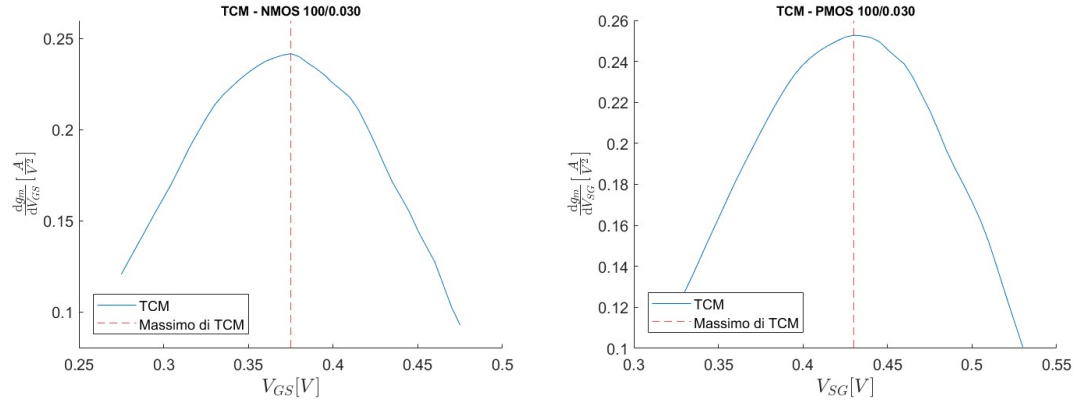 TCM - NMOS 100/0.030
0.25
0.2
0.15
0.1
dg_m/dV_GS [A/V^2]
TCM
Massimo di TCM
0.25 0.3 0.35 0.4 0.45 0.5
V_GS[V]
TCM - PMOS 100/0.030
0.26
0.24
0.22
0.2
0.18
0.16
0.14
0.12
0.1
dg_m/dV_SG [A/V^2]
TCM
Massimo di TCM
0.3 0.35 0.4 0.45 0.5 0.55
V_SG[V]